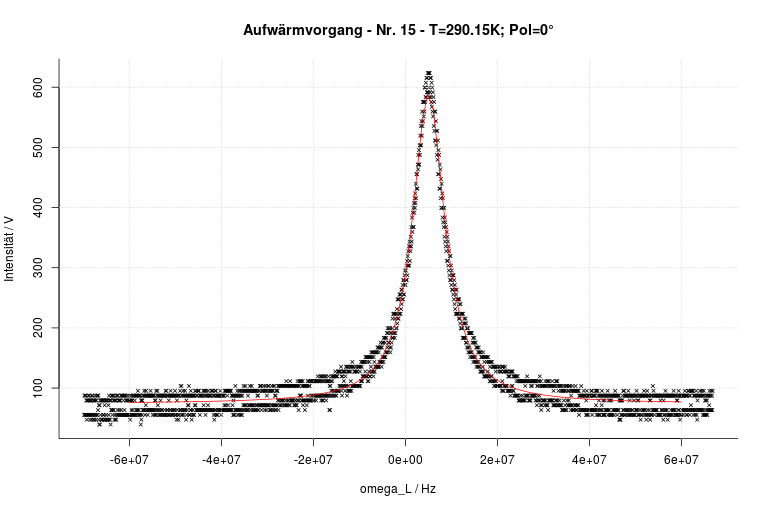 Aufwärmvorgang - Nr. 15 - T=290.15K; Pol=0°
Intensität / V
600
500
400
300
200
100
-6e+07 -4e+07 -2e+07 0e+00 2e+07 4e+07 6e+07
omega_L / Hz